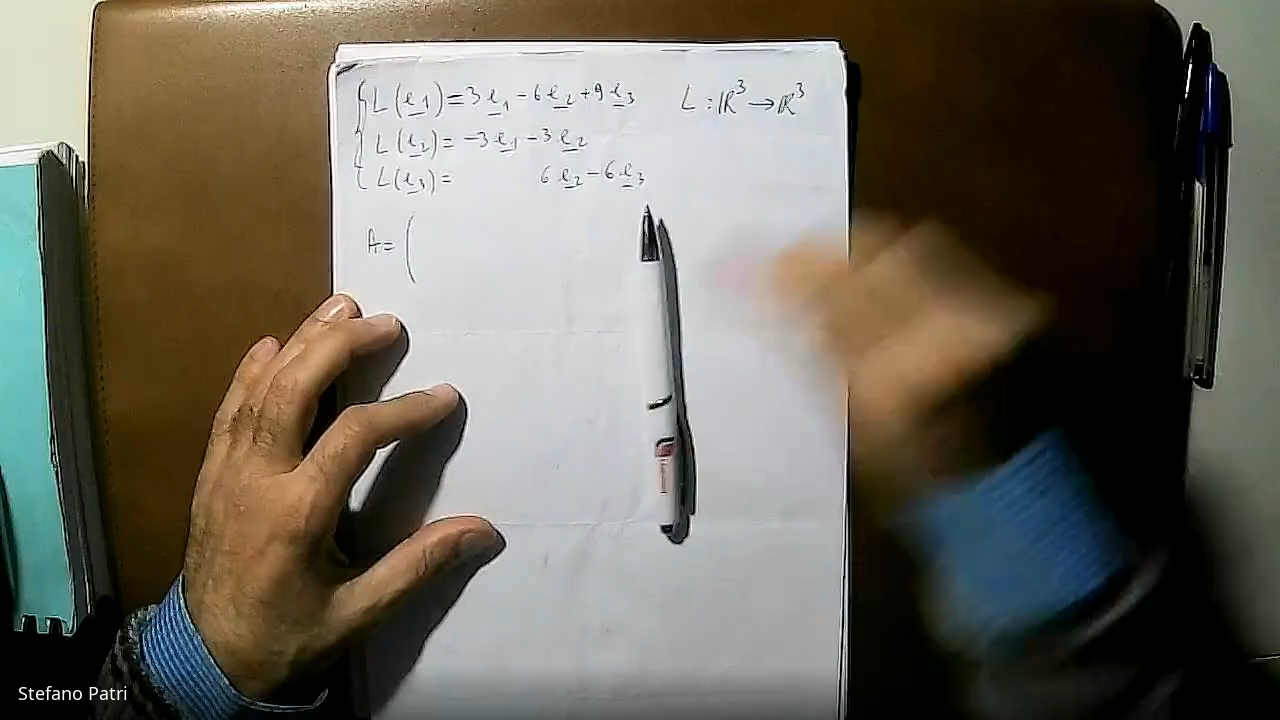 L(e1) = 3e1 - 6e2 + 9e3 L : ℝ³ → ℝ³
L(e2) = -3e1 - 3e2
L(e3) = 6e2 - 6e3
A = (
Stefano Patri